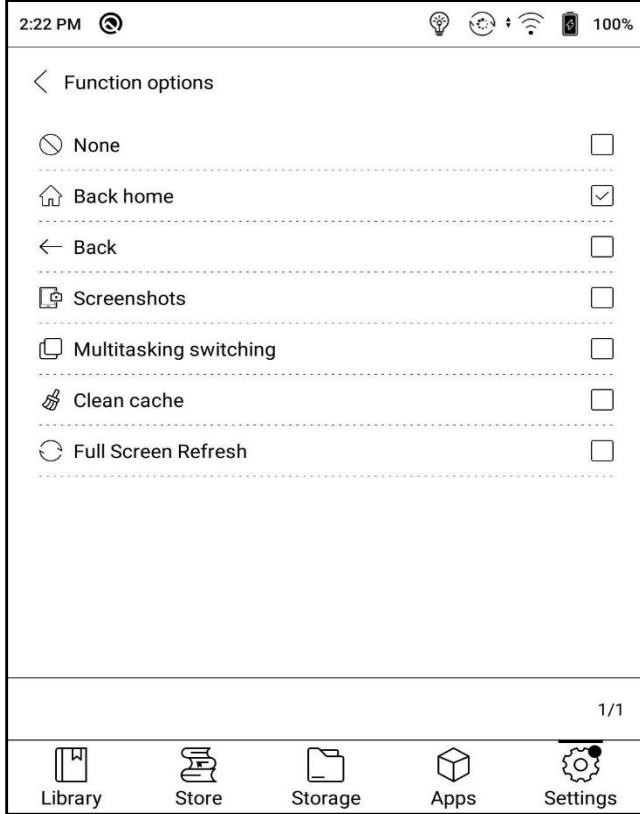 2:22 PM 100%
Function options
None
Back home
Back
Screenshots
Multitasking switching
Clean cache
Full Screen Refresh
1/1
Library Store Storage Apps Settings